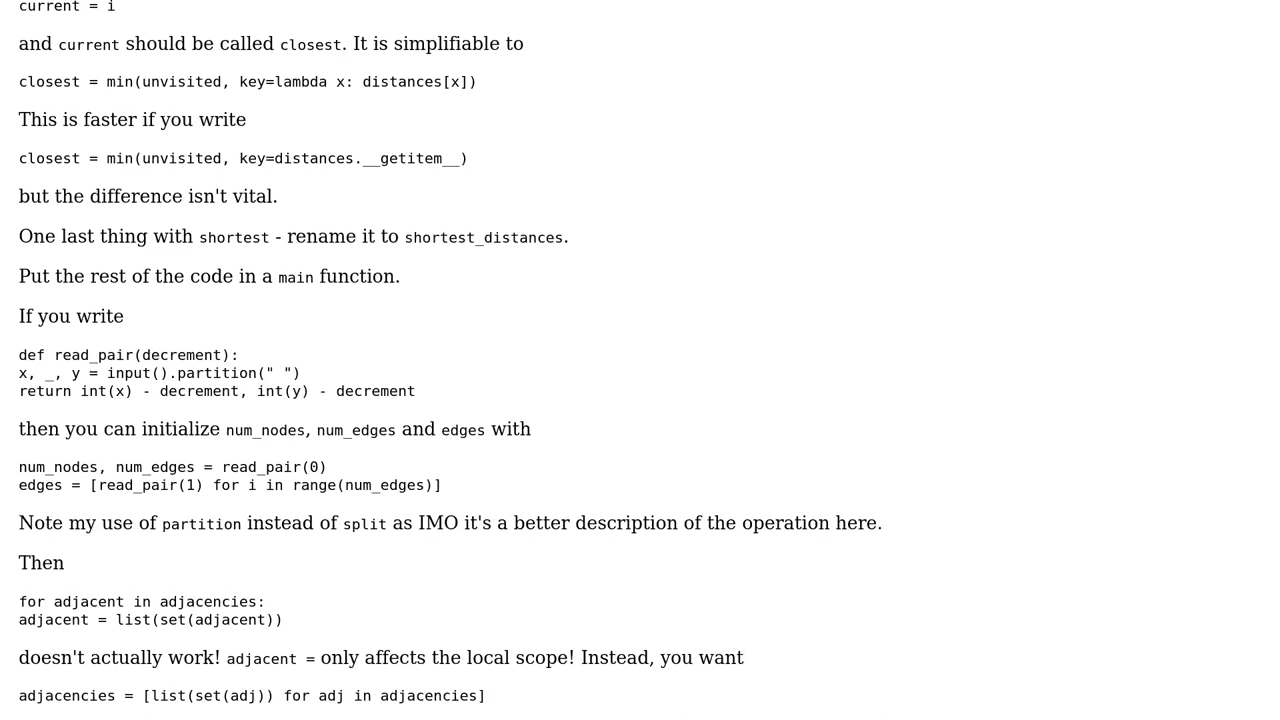 current = i
and current should be called closest. It is simplifiable to
closest = min(unvisited, key=lambda x: distances[x])
This is faster if you write
closest = min(unvisited, key=distances.__getitem__)
but the difference isn't vital.
One last thing with shortest - rename it to shortest_distances.
Put the rest of the code in a main function.
If you write
def read_pair(decrement):
x, _, y = input().partition(" ")
return int(x) - decrement, int(y) - decrement
then you can initialize num_nodes, num_edges and edges with
num_nodes, num_edges = read_pair(0)
edges = [read_pair(1) for i in range(num_edges)]
Note my use of partition instead of split as IMO it's a better description of the operation here.
Then
for adjacent in adjacencies:
adjacent = list(set(adjacent))
doesn't actually work! adjacent = only affects the local scope! Instead, you want
adjacencies = [list(set(adj)) for adj in adjacencies]